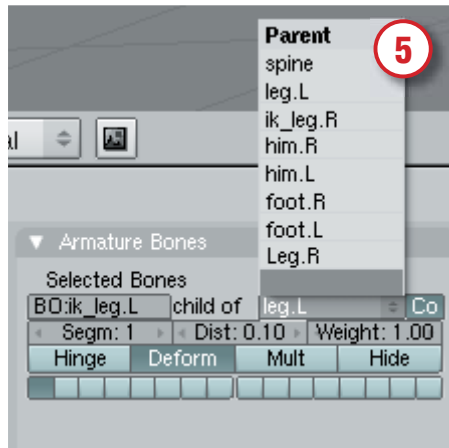 Parent
5
spine
leg.L
ik_leg.R
him.R
him.L
foot.R
foot.L
Leg.R
al
Armature Bones
Selected Bones
BO:ik_leg.L child of leg.L Co
Segm: 1 Dist: 0.10 Weight: 1.00
Hinge Deform Mult Hide